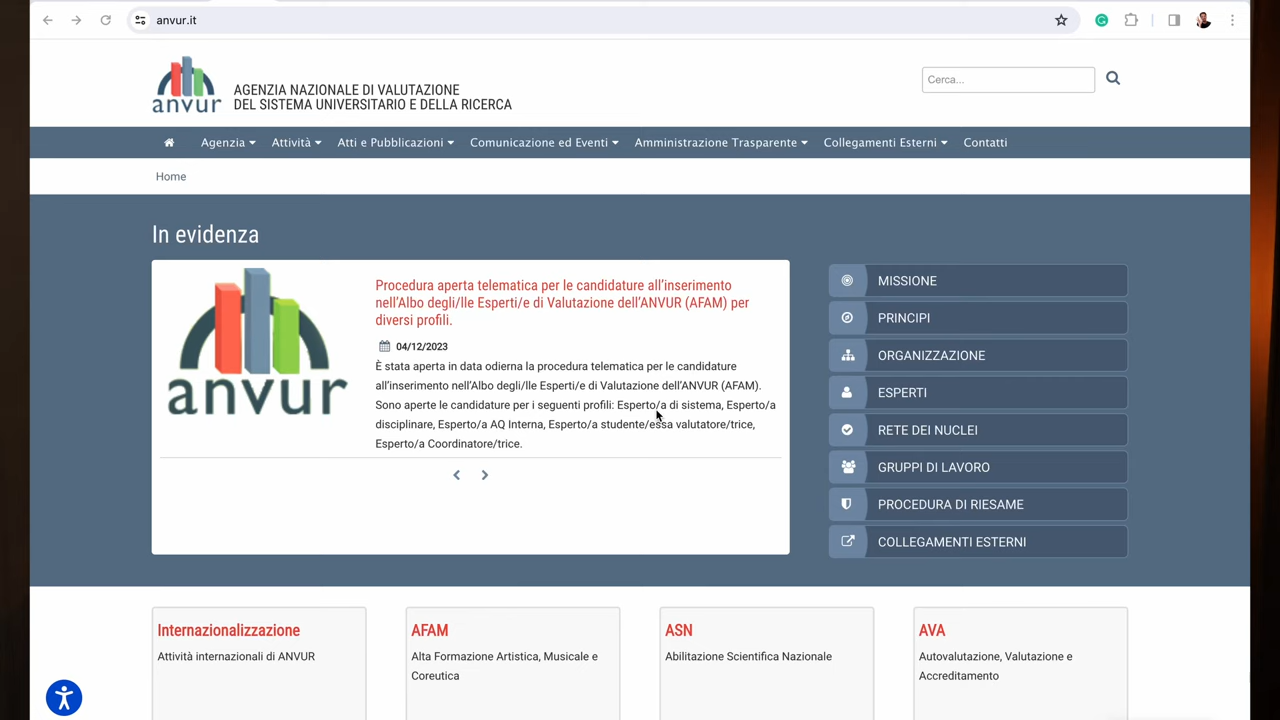 anvur.it
anvur
AGENZIA NAZIONALE DI VALUTAZIONE
DEL SISTEMA UNIVERSITARIO E DELLA RICERCA
Cerca...
Agenzia
Attività
Atti e Pubblicazioni
Comunicazione ed Eventi
Amministrazione Trasparente
Collegamenti Esterni
Contatti
Home
In evidenza
anvur
Procedura aperta telematica per le candidature all'inserimento
nell'Albo degli/lle Esperti/e di Valutazione dell'ANVUR (AFAM) per
diversi profili.
04/12/2023
È stata aperta in data odierna la procedura telematica per le candidature
all'inserimento nell'Albo degli/lle Esperti/e di Valutazione dell'ANVUR (AFAM).
Sono aperte le candidature per i seguenti profili: Esperto/a di sistema, Esperto/a
disciplinare, Esperto/a AQ Interna, Esperto/a studente/essa valutatore/trice,
Esperto/a Coordinatore/trice.
MISSIONE
PRINCIPI
ORGANIZZAZIONE
ESPERTI
RETE DEI NUCLEI
GRUPPI DI LAVORO
PROCEDURA DI RIESAME
COLLEGAMENTI ESTERNI
Internazionalizzazione
Attività internazionali di ANVUR
AFAM
Alta Formazione Artistica, Musicale e
Coreutica
ASN
Abilitazione Scientifica Nazionale
AVA
Autovalutazione, Valutazione e
Accreditamento